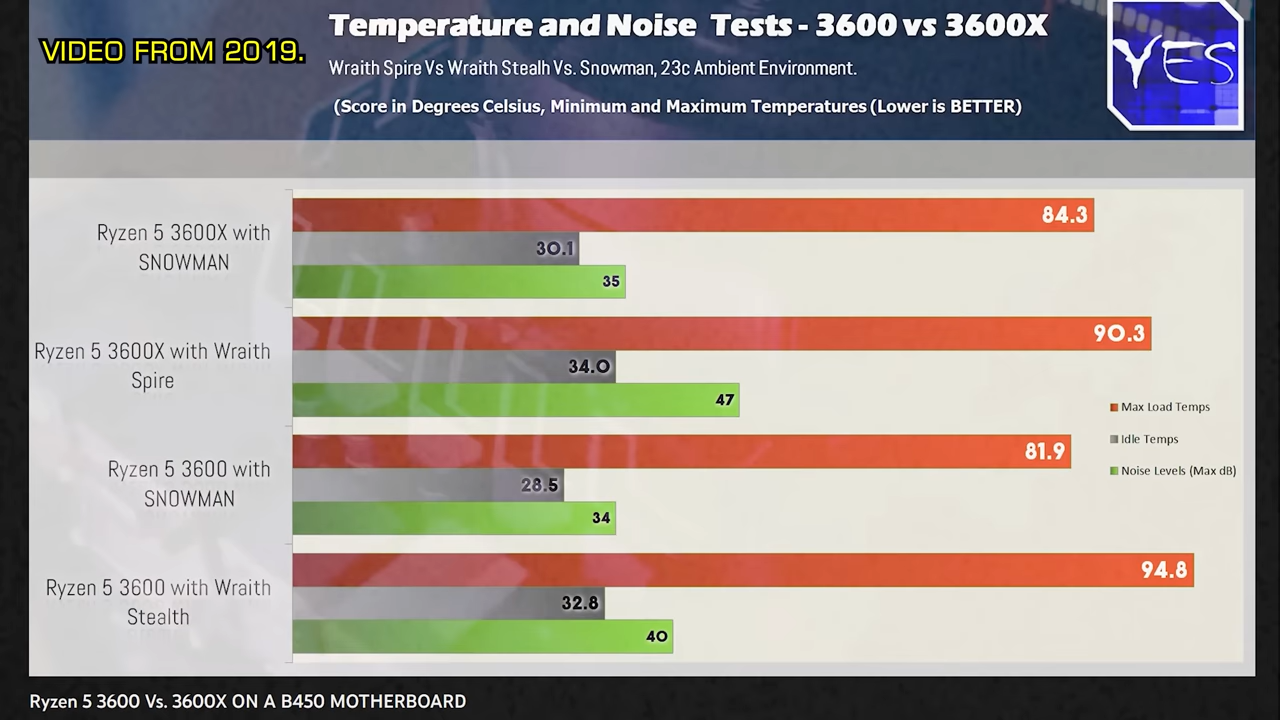 VIDEO FROM 2019.
Temperature and Noise Tests - 3600 vs 3600X
Wraith Spire Vs Wraith Stealh Vs. Snowman, 23c Ambient Environment.
(Score in Degrees Celsius, Minimum and Maximum Temperatures (Lower is BETTER)
YES
Ryzen 5 3600X with
SNOWMAN
84.3
30.1
35
Ryzen 5 3600X with Wraith
Spire
90.3
34.0
47
Ryzen 5 3600 with
SNOWMAN
81.9
28.5
34
Ryzen 5 3600 with Wraith
Stealth
94.8
32.8
40
Max Load Temps
Idle Temps
Noise Levels (Max dB)
Ryzen 5 3600 Vs. 3600X ON A B450 MOTHERBOARD